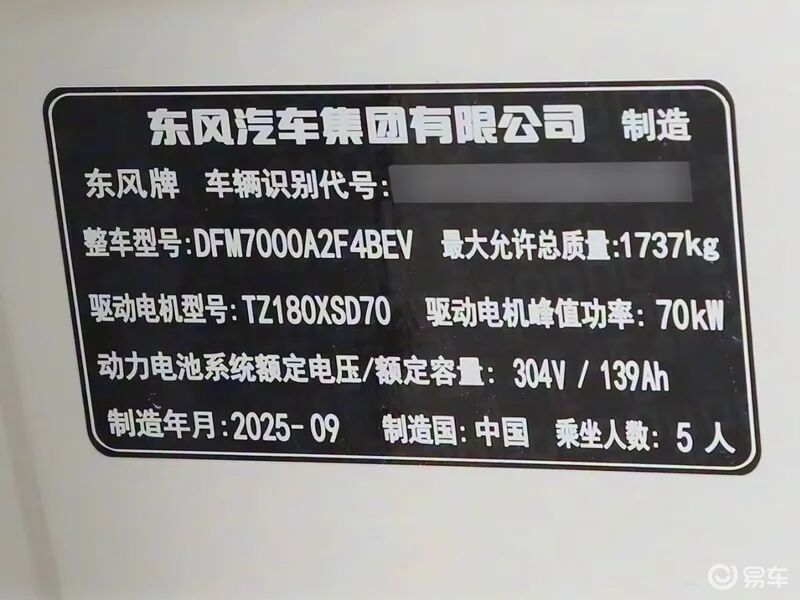 东风汽车集团有限公司 制造
东风牌 车辆识别代号:
整车型号:DFM7000A2F4BEV 最大允许总质量:1737kg
驱动电机型号:TZ180XSD70 驱动电机峰值功率: 70kW
动力电池系统额定电压/额定容量: 304V / 139Ah
制造年月:2025-09 制造国:中国 乘坐人数: 5 人
易车